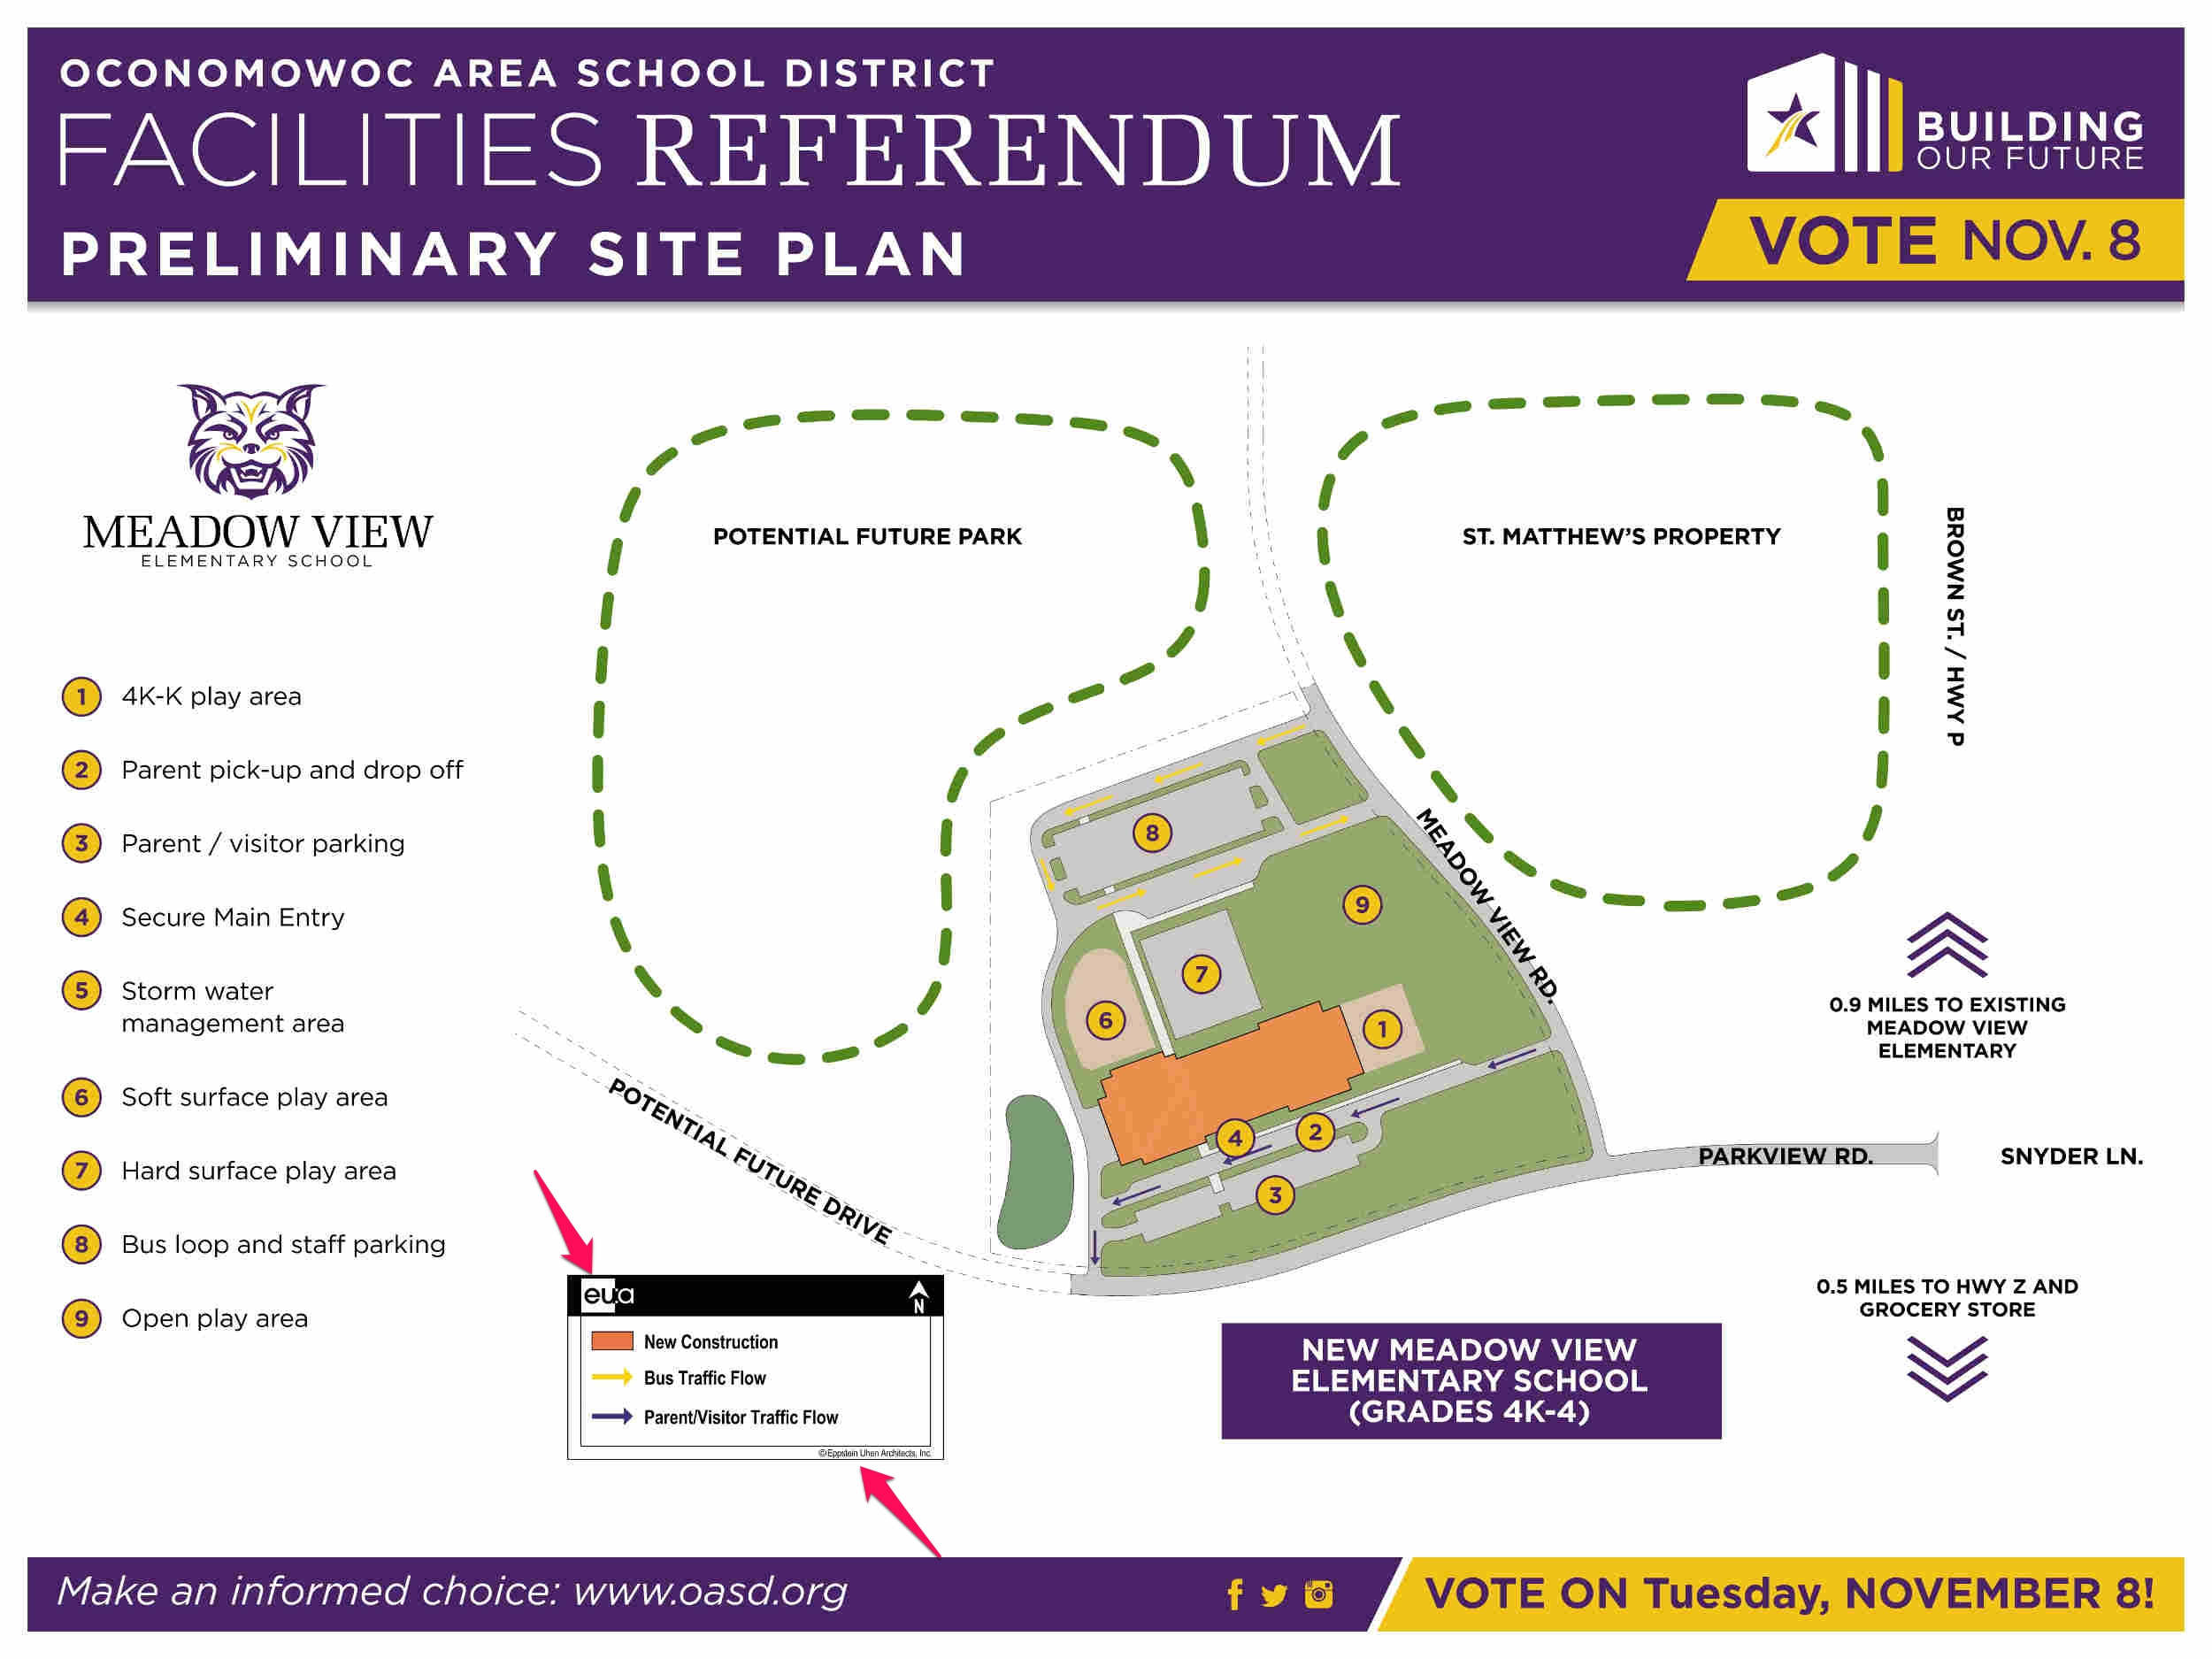 OCONOMOWOC AREA SCHOOL DISTRICT
FACILITIES REFERENDUM
PRELIMINARY SITE PLAN
BUILDING
OUR FUTURE
VOTE NOV. 8
MEADOW VIEW
ELEMENTARY SCHOOL
1 4K-K play area
2 Parent pick-up and drop off
3 Parent / visitor parking
4 Secure Main Entry
5 Storm water
management area
6 Soft surface play area
7 Hard surface play area
8 Bus loop and staff parking
9 Open play area
POTENTIAL FUTURE PARK
ST. MATTHEW'S PROPERTY
BROWN ST. / HWY P
MEADOW VIEW RD.
8
9
7
6
1
4
2
3
POTENTIAL FUTURE DRIVE
PARKVIEW RD.
SNYDER LN.
0.9 MILES TO EXISTING
MEADOW VIEW
ELEMENTARY
0.5 MILES TO HWY Z AND
GROCERY STORE
eua
N
New Construction
Bus Traffic Flow
Parent/Visitor Traffic Flow
© Eppstein Uhen Architects, Inc.
NEW MEADOW VIEW
ELEMENTARY SCHOOL
(GRADES 4K-4)
Make an informed choice: www.oasd.org
VOTE ON Tuesday, NOVEMBER 8!